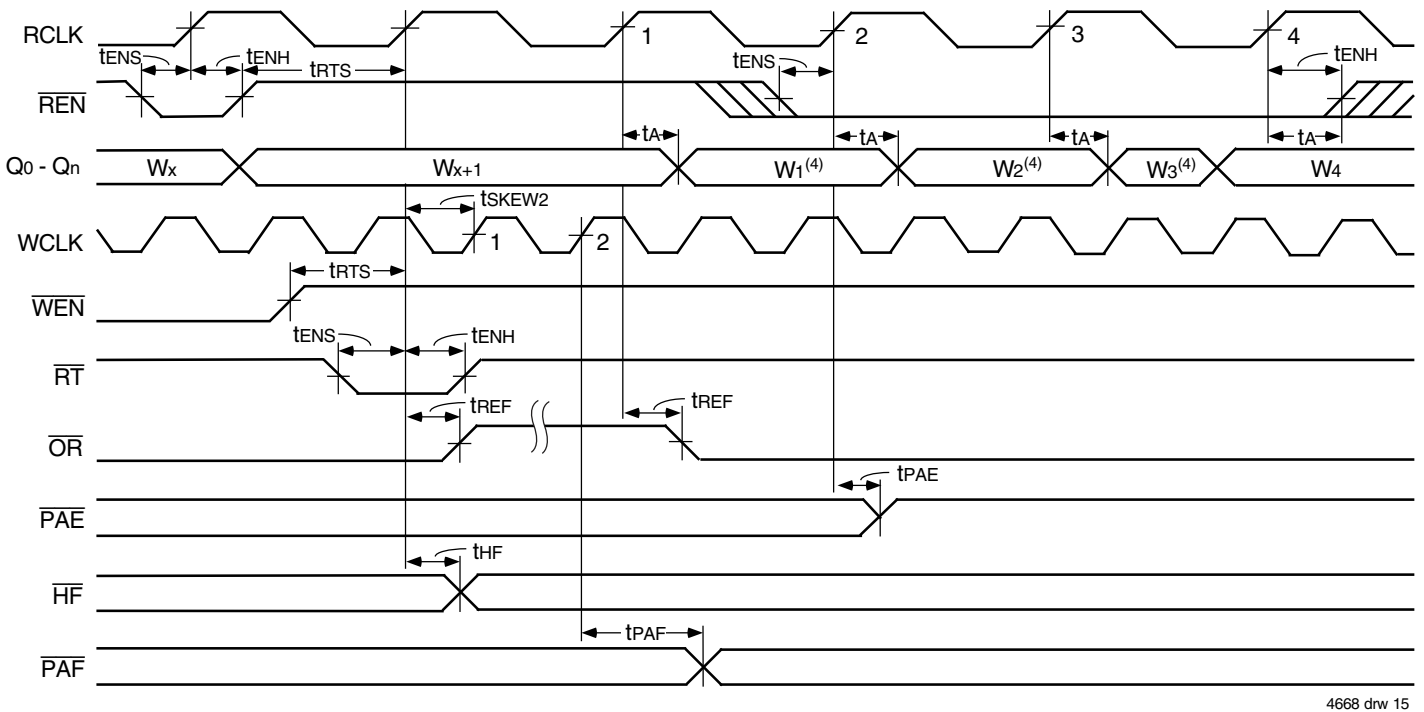 RCLK 1 2 3 4
tENS tENH tRTS tENS tENH
REN
tA tA tA tA
Q0 - Qn Wx Wx+1 W1(4) W2(4) W3(4) W4
tSKEW2
WCLK 1 2
tRTS
WEN
tENS tENH
RT
tREF tREF
OR
tPAE
PAE
tHF
HF
tPAF
PAF
4668 drw 15